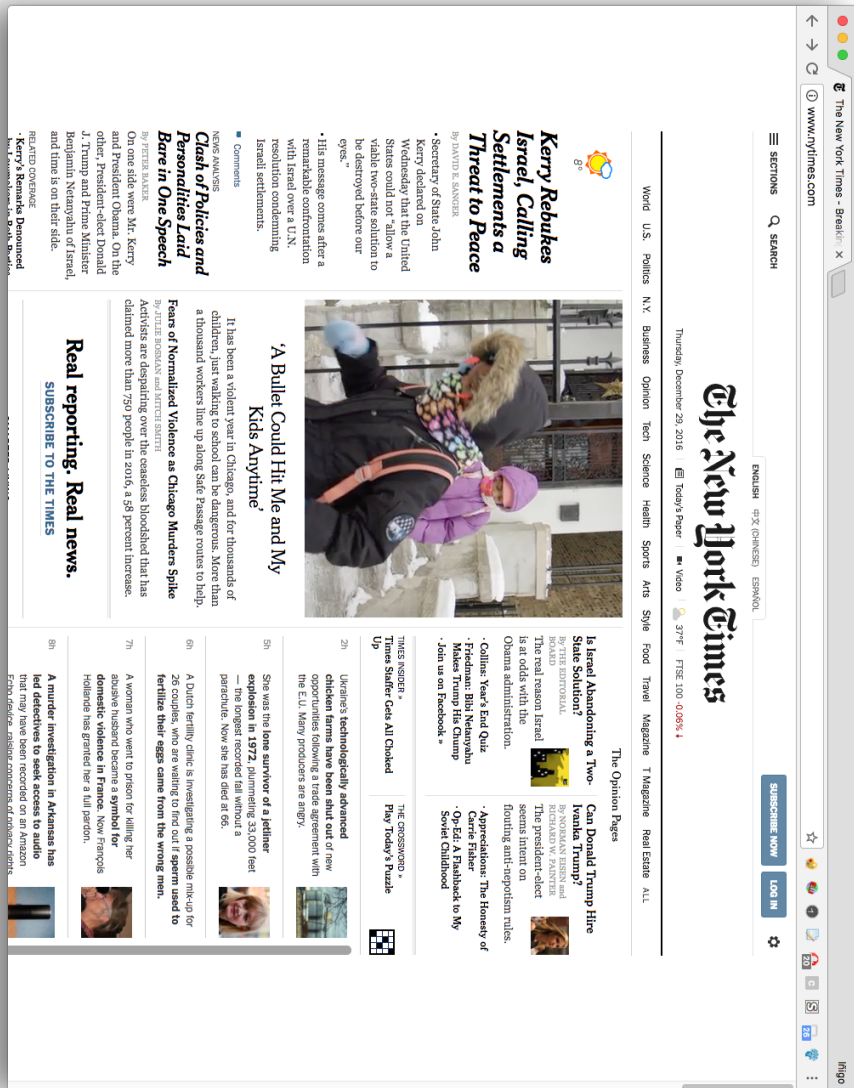 The New York Times - Breakin
Iñigo
www.nytimes.com
20
26
SECTIONS
SEARCH
ENGLISH 中文 (CHINESE) ESPAÑOL
SUBSCRIBE NOW
LOG IN
The New York Times
Thursday, December 29, 2016
Today's Paper
Video
37°F
FTSE 100 -0.06% ↓
World U.S. Politics N.Y. Business Opinion Tech Science Health Sports Arts Style Food Travel Magazine T Magazine Real Estate ALL
8°
Kerry Rebukes
Israel, Calling
Settlements a
Threat to Peace
By DAVID E. SANGER
• Secretary of State John
Kerry declared on
Wednesday that the United
States could not “allow a
viable two-state solution to
be destroyed before our
eyes.”
• His message comes after a
remarkable confrontation
with Israel over a U.N.
resolution condemning
Israeli settlements.
Comments
NEWS ANALYSIS
Clash of Policies and
Personalities Laid
Bare in One Speech
By PETER BAKER
On one side were Mr. Kerry
and President Obama. On the
other, President-elect Donald
J. Trump and Prime Minister
Benjamin Netanyahu of Israel,
and time is on their side.
RELATED COVERAGE
· Kerry's Remarks Denounced
by Lawmakers in Both Parties
‘A Bullet Could Hit Me and My
Kids Anytime’
It has been a violent year in Chicago, and for thousands of
children, just walking to school can be dangerous. More than
a thousand workers line up along Safe Passage routes to help.
Fears of Normalized Violence as Chicago Murders Spike
By JULIE BOSMAN and MITCH SMITH
Activists are despairing over the ceaseless bloodshed that has
claimed more than 750 people in 2016, a 58 percent increase.
Real reporting. Real news.
SUBSCRIBE TO THE TIMES
The Opinion Pages
Is Israel Abandoning a Two-
State Solution?
By THE EDITORIAL
BOARD
The real reason Israel
is at odds with the
Obama administration.
· Collins: Year's End Quiz
· Friedman: Bibi Netanyahu
Makes Trump His Chump
· Join us on Facebook »
Can Donald Trump Hire
Ivanka Trump?
By NORMAN EISEN and
RICHARD W. PAINTER
The president-elect
seems intent on
flouting anti-nepotism rules.
· Appreciations: The Honesty of
Carrie Fisher
· Op-Ed: A Flashback to My
Soviet Childhood
TIMES INSIDER »
Times Staffer Gets All Choked
Up
THE CROSSWORD »
Play Today's Puzzle
2h
Ukraine's technologically advanced
chicken farms have been shut out of new
opportunities following a trade agreement with
the E.U. Many producers are angry.
5h
She was the lone survivor of a jetliner
explosion in 1972, plummeting 33,000 feet
— the longest recorded fall without a
parachute. Now she has died at 66.
6h
A Dutch fertility clinic is investigating a possible mix-up for
26 couples, who are waiting to find out if sperm used to
fertilize their eggs came from the wrong men.
7h
A woman who went to prison for killing her
abusive husband became a symbol for
domestic violence in France. Now François
Hollande has granted her a full pardon.
8h
A murder investigation in Arkansas has
led detectives to seek access to audio
that may have been recorded on an Amazon
Echo device, raising concerns of privacy rights.